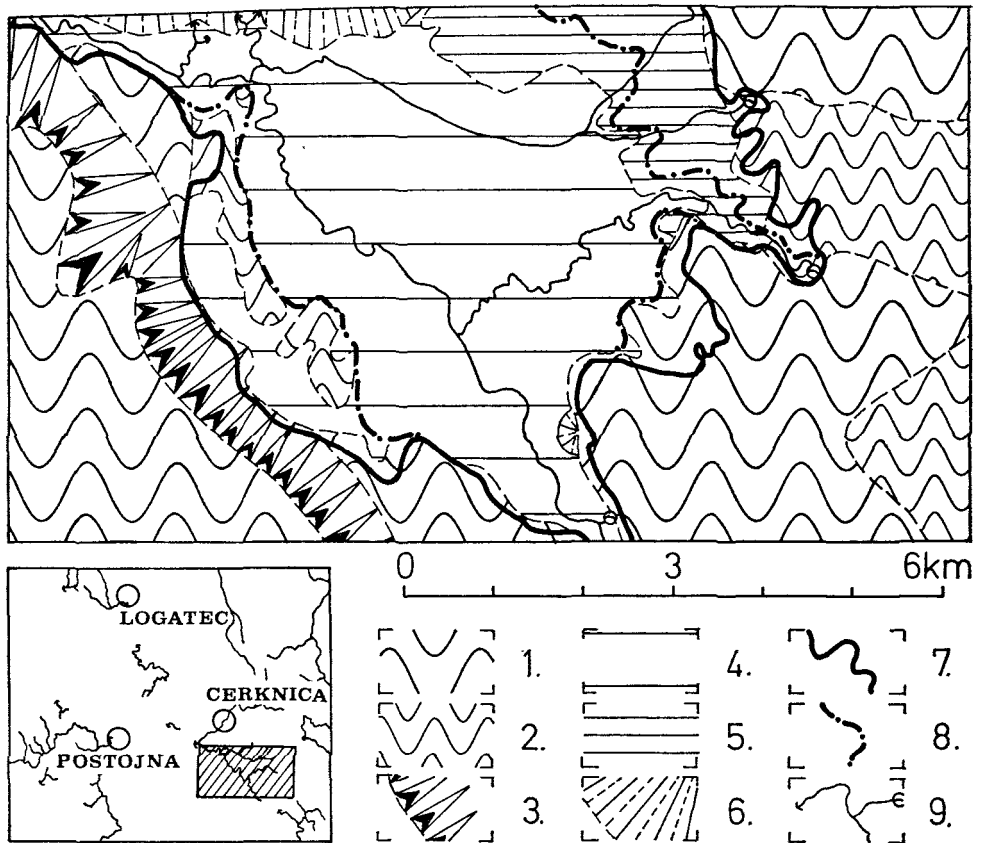 0 3 6km
LOGATEC
CERKNICA
POSTOJNA
1. 4. 7.
2. 5. 8.
3. 6. 9.